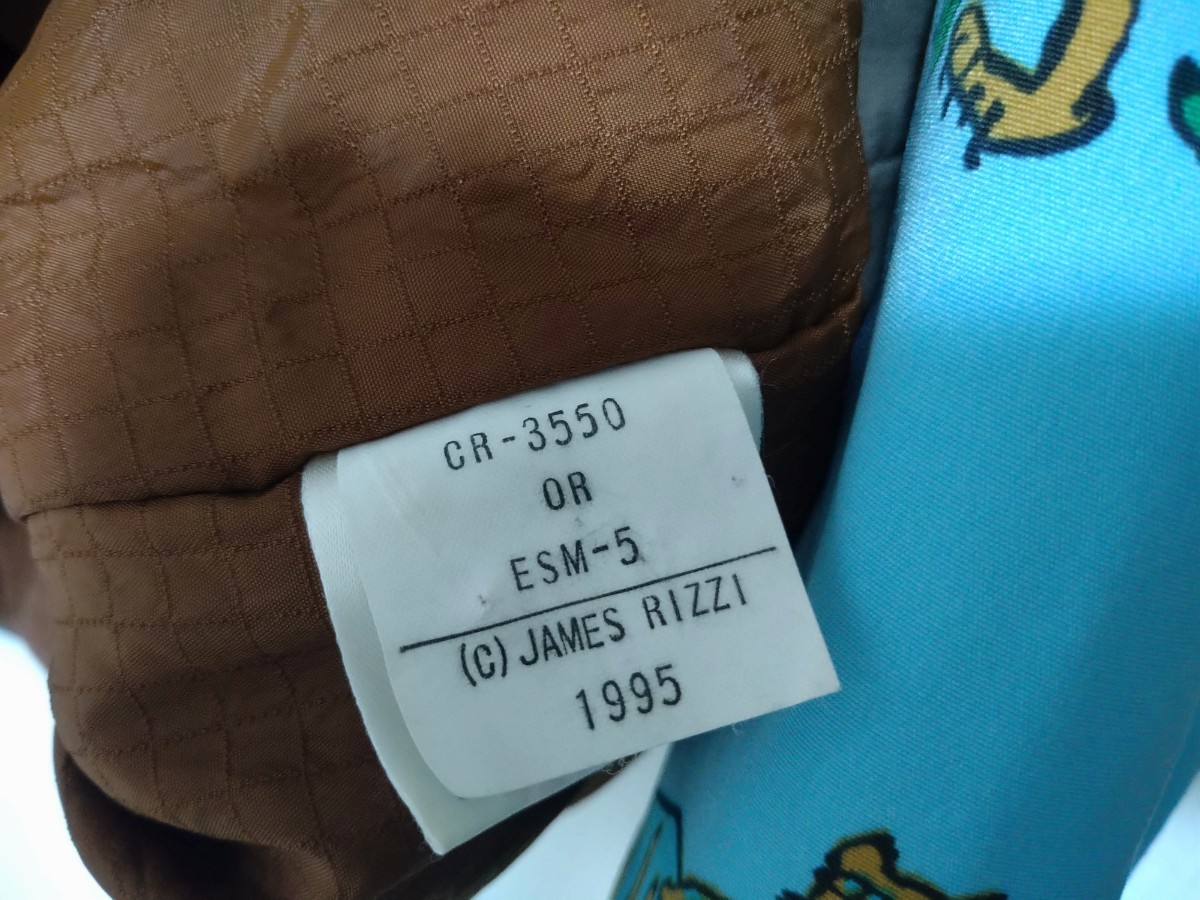 CR-3550
OR
ESM-5
(C) JAMES RIZZI
1995